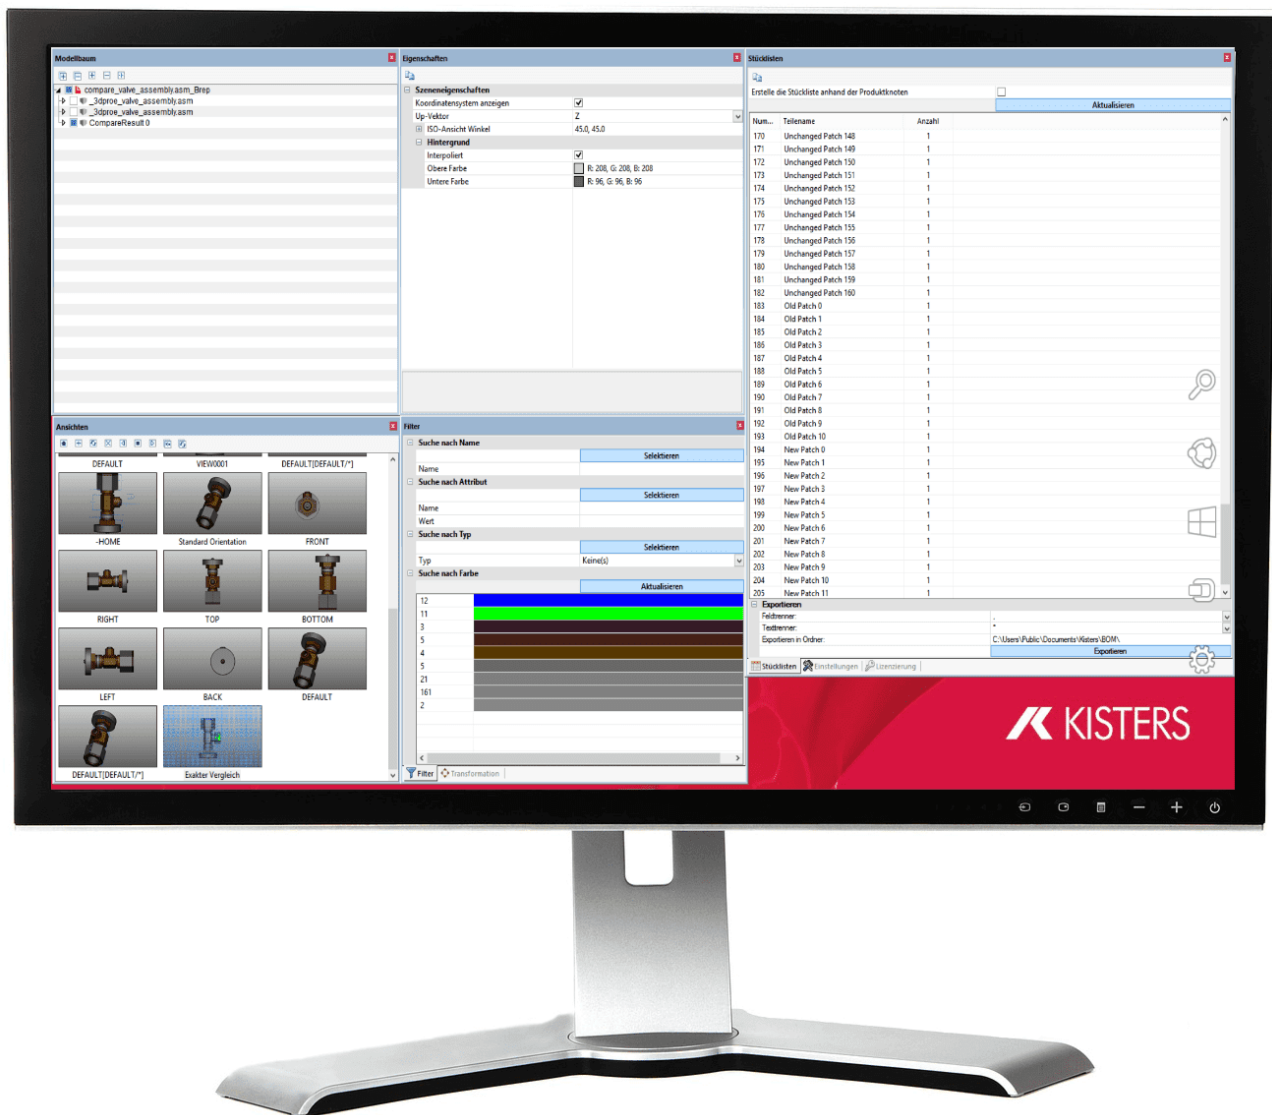 Modellbaum
compare_valve_assembly.asm_Brep
_3dproe_valve_assembly.asm
_3dproe_valve_assembly.asm
CompareResult 0
Eigenschaften
Szeneneigenschaften
Koordinatensystem anzeigen
Up-Vektor Z
ISO-Ansicht Winkel 45.0, 45.0
Hintergrund
Interpoliert
Obere Farbe R: 208, G: 208, B: 208
Untere Farbe R: 96, G: 96, B: 96
Stücklisten
Erstelle die Stückliste anhand der Produktknoten
Aktualisieren
Num... Teilename Anzahl
170 Unchanged Patch 148 1
171 Unchanged Patch 149 1
172 Unchanged Patch 150 1
173 Unchanged Patch 151 1
174 Unchanged Patch 152 1
175 Unchanged Patch 153 1
176 Unchanged Patch 154 1
177 Unchanged Patch 155 1
178 Unchanged Patch 156 1
179 Unchanged Patch 157 1
180 Unchanged Patch 158 1
181 Unchanged Patch 159 1
182 Unchanged Patch 160 1
183 Old Patch 0 1
184 Old Patch 1 1
185 Old Patch 2 1
186 Old Patch 3 1
187 Old Patch 4 1
188 Old Patch 5 1
189 Old Patch 6 1
190 Old Patch 7 1
191 Old Patch 8 1
192 Old Patch 9 1
193 Old Patch 10 1
194 New Patch 0 1
195 New Patch 1 1
196 New Patch 2 1
197 New Patch 3 1
198 New Patch 4 1
199 New Patch 5 1
200 New Patch 6 1
201 New Patch 7 1
202 New Patch 8 1
203 New Patch 9 1
204 New Patch 10 1
205 New Patch 11 1
Exportieren
Feldtrenner: ,
Texttrenner: "
Exportieren in Ordner: C:\Users\Public\Documents\Kisters\BOM\
Exportieren
Stücklisten Einstellungen Lizenzierung
Ansichten
DEFAULT VIEW0001 DEFAULT[DEFAULT/*]
-HOME Standard Orientation FRONT
RIGHT TOP BOTTOM
LEFT BACK DEFAULT
DEFAULT[DEFAULT/*] Exakter Vergleich
Filter
Suche nach Name
Selektieren
Name
Suche nach Attribut
Selektieren
Name
Wert
Suche nach Typ
Selektieren
Typ Keine(s)
Suche nach Farbe
Aktualisieren
12
11
3
5
4
5
21
161
2
Filter Transformation
KISTERS